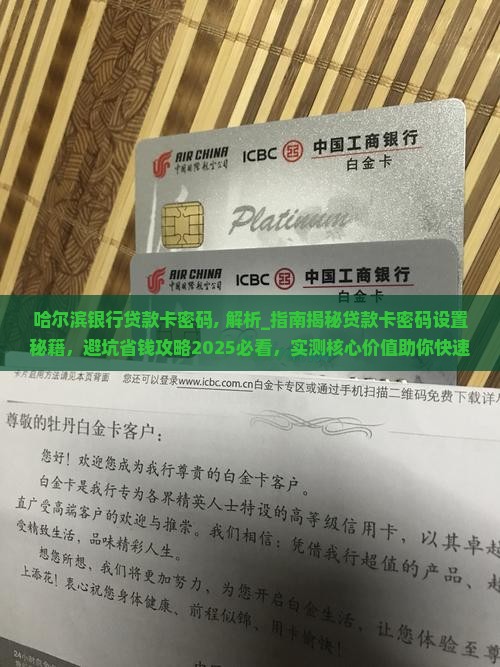 AIR CHINA
中国国际航空公司
ICBC 中国工商银行
白金卡
Platinum
AIR CHINA
中国国际航空公司
ICBC 中国工商银行
白金卡
哈尔滨银行贷款卡密码, 解析_指南揭秘贷款卡密码设置
秘籍，避坑省钱攻略2025必看，实测核心价值助你快速
卡片启用方法请见本页背面
您还可以登录www.icbc.com.cn白金卡专区或通过手机扫描二维码免费下载详
尊敬的牡丹白金卡客户：
您好！欢迎您成为我行尊贵的白金卡客户。
白金卡是我行专为各界精英人士特设的高等级信用卡，以其卓越
直广受高端客户的欢迎与推崇。我们相信：凭借我行超值的产品、超
受精致生活，品味精彩人生。
想您所想，我们将更加努力，为您开启白金生活，让您体验至尊
上添花！衷心祝您身体健康、前程似锦、用卡愉快！
24小时